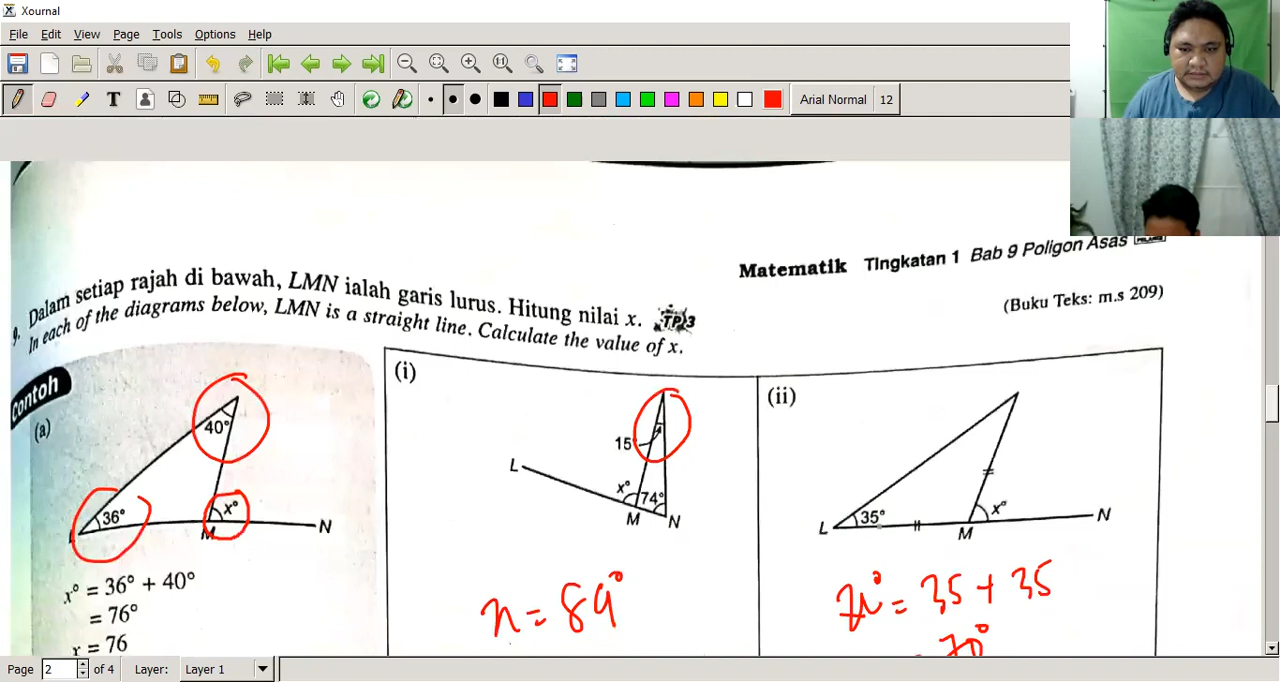 Xournal
File Edit View Page Tools Options Help
Arial Normal 12
Matematik Tingkatan 1 Bab 9 Poligon Asas
(Buku Teks: m.s 209)
9. Dalam setiap rajah di bawah, LMN ialah garis lurus. Hitung nilai x. TP3
In each of the diagrams below, LMN is a straight line. Calculate the value of x.
Contoh
(a)
40°
36°
x°
M
N
x° = 36° + 40°
= 76°
x = 76
(i)
15°
L
x°
74°
M
N
x = 89°
(ii)
35°
x°
L
M
N
x° = 35 + 35
= 70°
Page 2 of 4 Layer: Layer 1